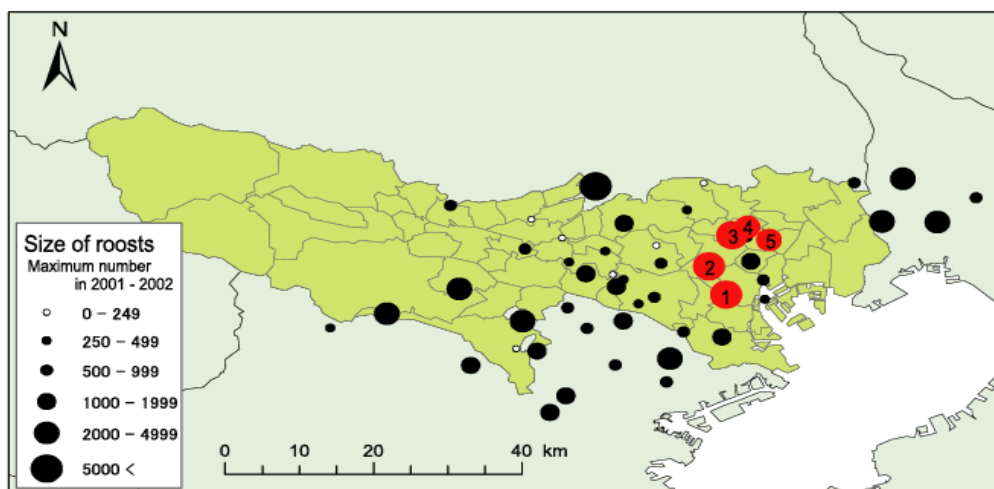 N
4
3
5
2
1
Size of roosts
Maximum number
in 2001 - 2002
0 - 249
250 - 499
500 - 999
1000 - 1999
2000 - 4999
5000 <
0 20 40 km